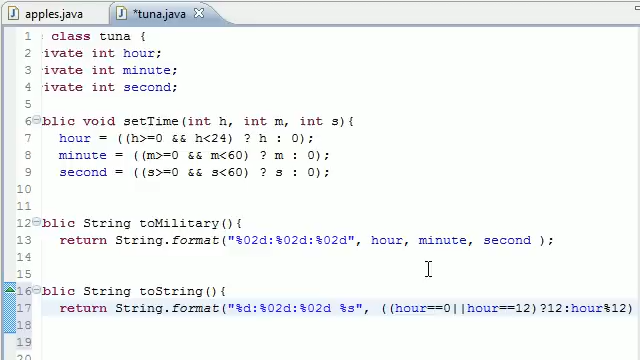 apples.java
*tuna.java
1 class tuna {
2 ivate int hour;
3 ivate int minute;
4 ivate int second;
5
6 blic void setTime(int h, int m, int s){
7 hour = ((h>=0 && h<24) ? h : 0);
8 minute = ((m>=0 && m<60) ? m : 0);
9 second = ((s>=0 && s<60) ? s : 0);
10
11
12 blic String toMilitary(){
13 return String.format("%02d:%02d:%02d", hour, minute, second );
14
15
16 blic String toString(){
17 return String.format("%d:%02d:%02d %s", ((hour==0||hour==12)?12:hour%12)
18
19
20